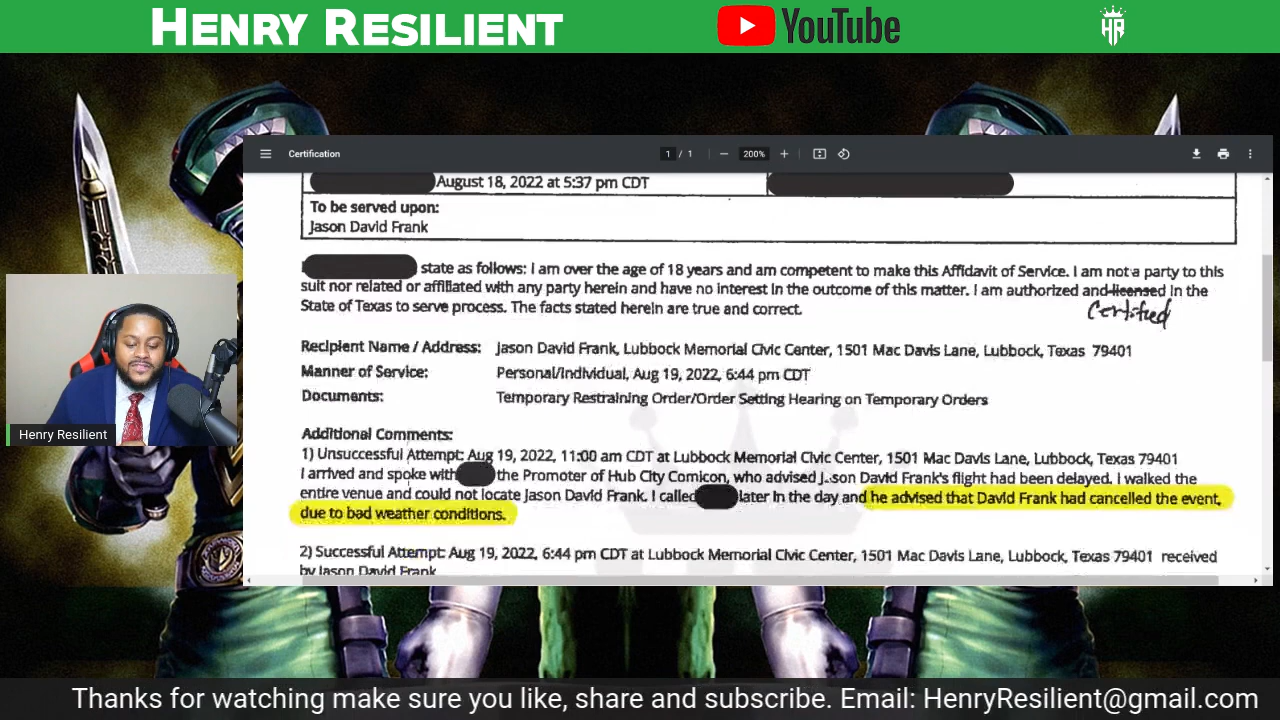 HENRY RESILIENT
YouTube
HR
Certification
1 / 1
200%
August 18, 2022 at 5:37 pm CDT
To be served upon:
Jason David Frank
state as follows: I am over the age of 18 years and am competent to make this Affidavit of Service. I am not a party to this
suit nor related or affiliated with any party herein and have no interest in the outcome of this matter. I am authorized and licensed in the
Certified
State of Texas to serve process. The facts stated herein are true and correct.
Recipient Name / Address: Jason David Frank, Lubbock Memorial Civic Center, 1501 Mac Davis Lane, Lubbock, Texas 79401
Manner of Service: Personal/Individual, Aug 19, 2022, 6:44 pm CDT
Documents: Temporary Restraining Order/Order Setting Hearing on Temporary Orders
Additional Comments:
1) Unsuccessful Attempt: Aug 19, 2022, 11:00 am CDT at Lubbock Memorial Civic Center, 1501 Mac Davis Lane, Lubbock, Texas 79401
I arrived and spoke with the Promoter of Hub City Comicon, who advised Jason David Frank's flight had been delayed. I walked the
entire venue and could not locate Jason David Frank. I called later in the day and he advised that David Frank had cancelled the event,
due to bad weather conditions.
2) Successful Attempt: Aug 19, 2022, 6:44 pm CDT at Lubbock Memorial Civic Center, 1501 Mac Davis Lane, Lubbock, Texas 79401 received
by Jason David Frank
Henry Resilient
Thanks for watching make sure you like, share and subscribe. Email: HenryResilient@gmail.com